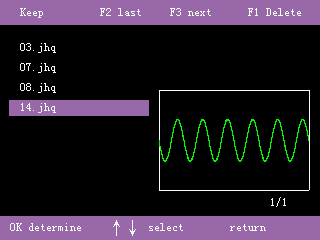 Keep F2 last F3 next F1 Delete
03.jhq
07.jhq
08.jhq
14.jhq
1/1
OK determine ↑ ↓ select return